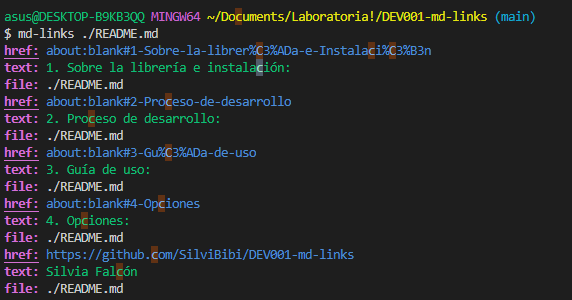 asus@DESKTOP-B9KB3QQ MINGW64 ~/Documents/Laboratoria!/DEV001-md-links (main)
$ md-links ./README.md
href: about:blank#1-Sobre-la-librer%C3%ADa-e-Instalaci%C3%B3n
text: 1. Sobre la librería e instalación:
file: ./README.md
href: about:blank#2-Proceso-de-desarrollo
text: 2. Proceso de desarrollo:
file: ./README.md
href: about:blank#3-Gu%C3%ADa-de-uso
text: 3. Guía de uso:
file: ./README.md
href: about:blank#4-Opciones
text: 4. Opciones:
file: ./README.md
href: https://github.com/SilviBibi/DEV001-md-links
text: Silvia Falcón
file: ./README.md